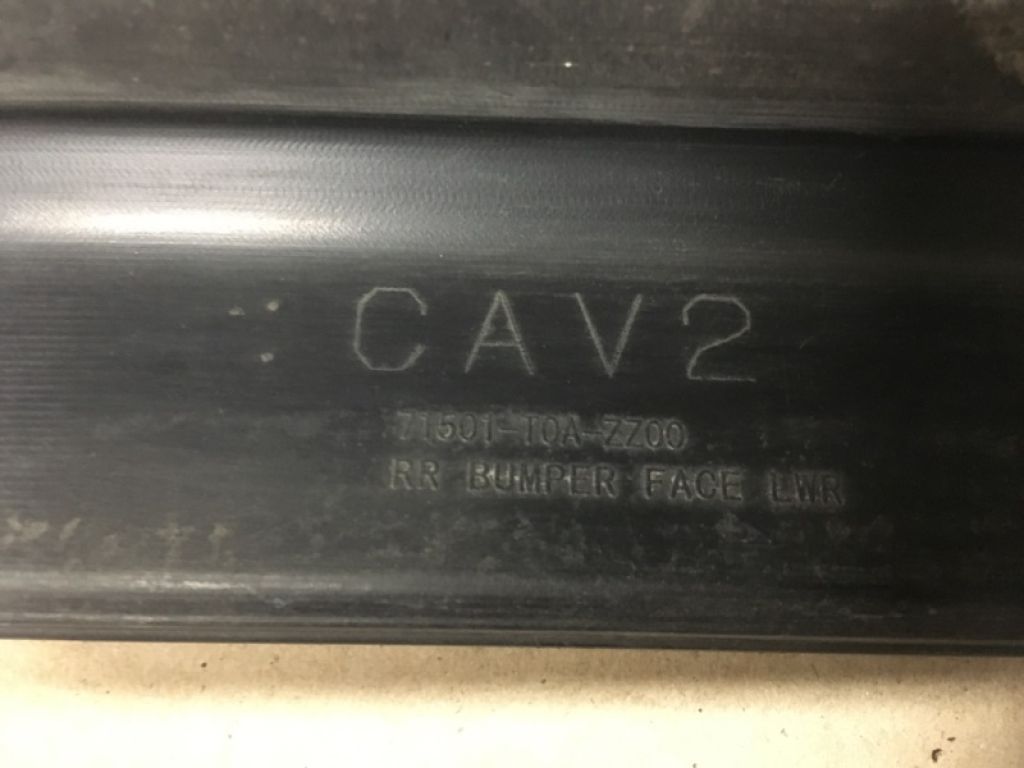 CAV2
71501-T0A-ZZ00
RR BUMPER FACE LWR